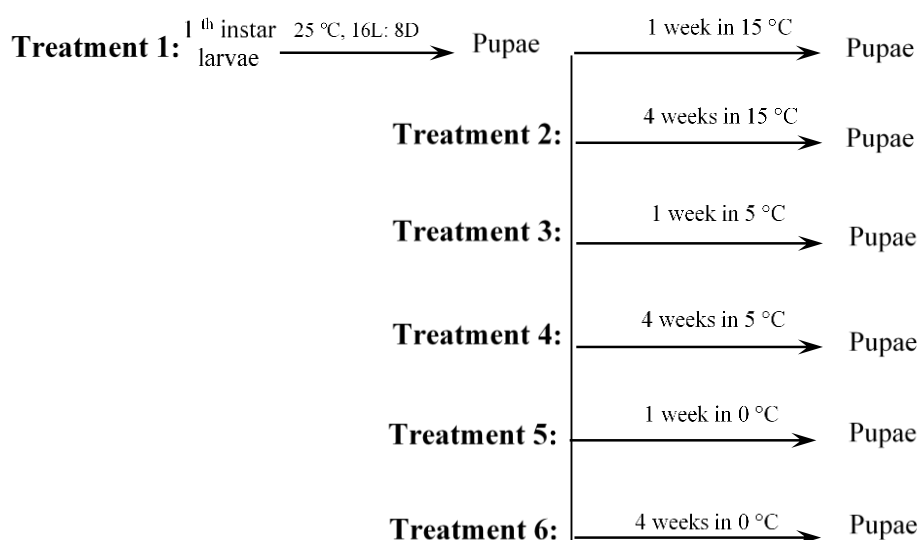 Treatment 1: 1 th instar larvae 25 °C, 16L: 8D Pupae 1 week in 15 °C Pupae
Treatment 2: 4 weeks in 15 °C Pupae
Treatment 3: 1 week in 5 °C Pupae
Treatment 4: 4 weeks in 5 °C Pupae
Treatment 5: 1 week in 0 °C Pupae
Treatment 6: 4 weeks in 0 °C Pupae